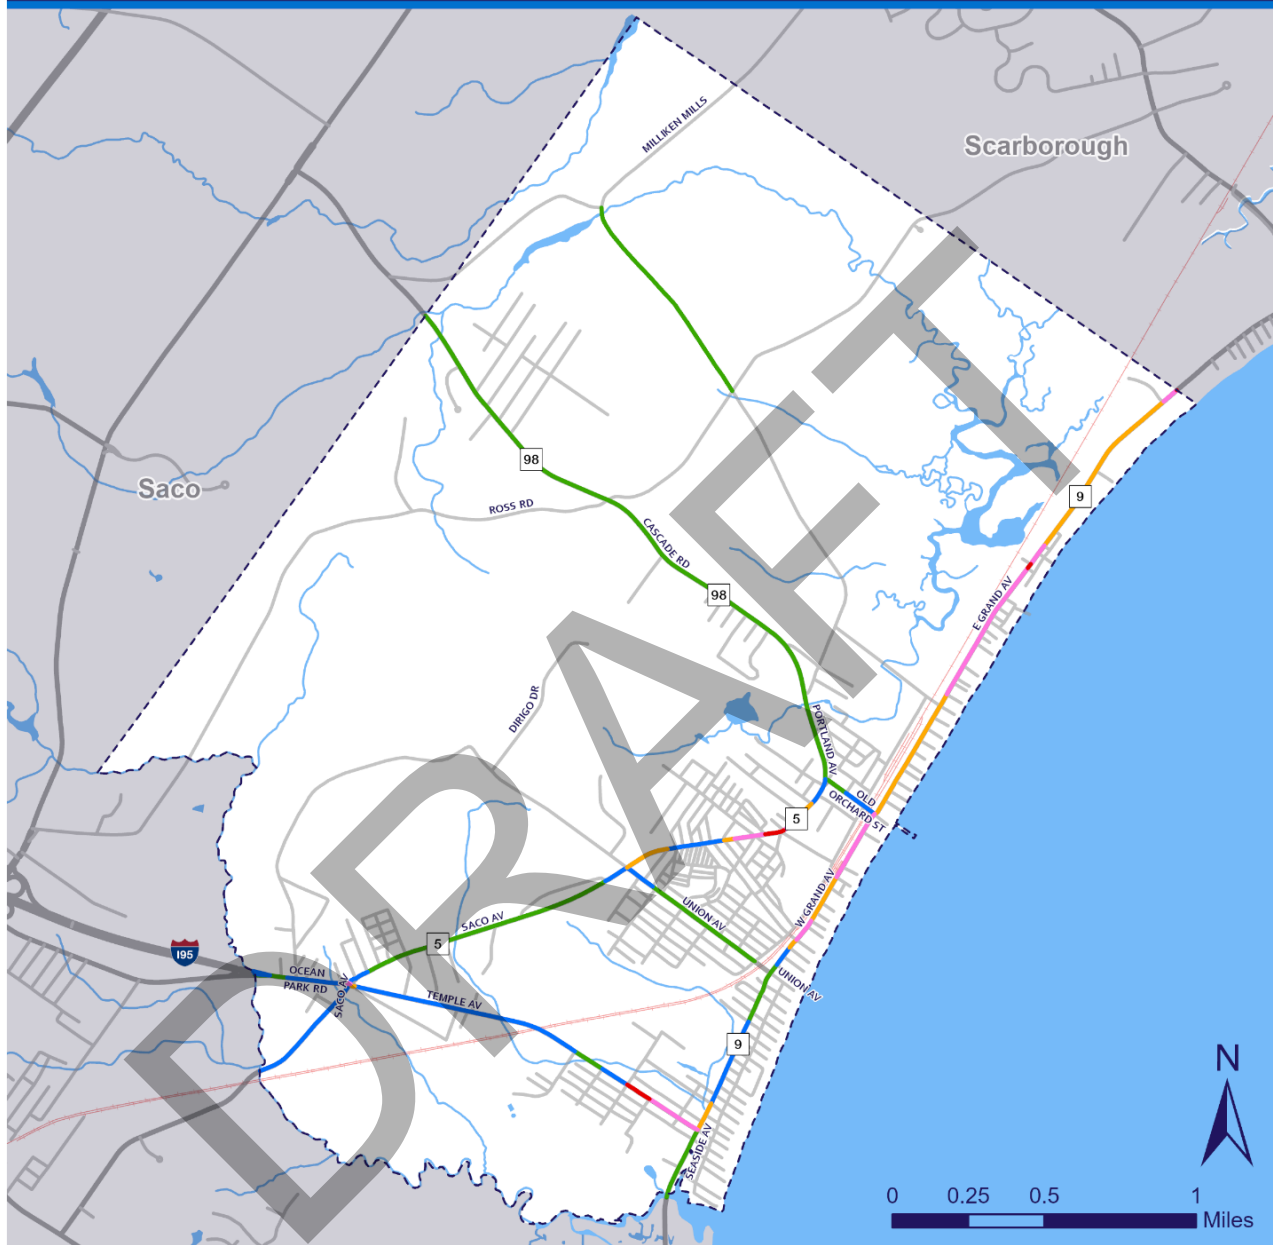 MILLIKEN MILLS
Scarborough
98
Saco
9
ROSS RD
CASCADE RD
98
E GRAND AV
DIRIGO DR
PORTLAND AV
OLD
ORCHARD ST
5
W GRAND AV
UNION AV
SACO AV
5
I95
OCEAN
PARK RD
SACO AV
TEMPLE AV
UNION AV
9
SEASIDE AV
DRAFT
N
0 0.25 0.5 1
Miles